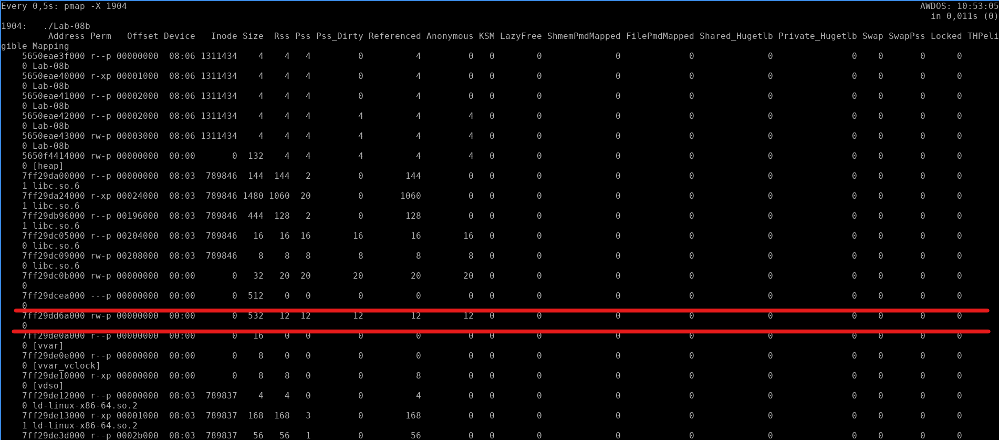 Every 0,5s: pmap -X 1904 AWDOS: 10:53:05
in 0,011s (0)
1904:   ./Lab-08b
Address Perm Offset Device Inode Size Rss Pss Pss_Dirty Referenced Anonymous KSM LazyFree ShmemPmdMapped FilePmdMapped Shared_Hugetlb Private_Hugetlb Swap SwapPss Locked THPeli
gible Mapping
5650eae3f000 r--p 00000000 08:06 1311434 4 4 4 0 4 0 0 0 0 0 0 0 0 0 0
0 Lab-08b
5650eae40000 r-xp 00001000 08:06 1311434 4 4 4 0 4 0 0 0 0 0 0 0 0 0 0
0 Lab-08b
5650eae41000 r--p 00002000 08:06 1311434 4 4 4 0 4 0 0 0 0 0 0 0 0 0 0
0 Lab-08b
5650eae42000 r--p 00002000 08:06 1311434 4 4 4 4 4 4 0 0 0 0 0 0 0 0 0
0 Lab-08b
5650eae43000 rw-p 00003000 08:06 1311434 4 4 4 4 4 4 0 0 0 0 0 0 0 0 0
0 Lab-08b
5650f4414000 rw-p 00000000 00:00 0 132 4 4 4 4 4 0 0 0 0 0 0 0 0 0
0 [heap]
7ff29da00000 r--p 00000000 08:03 789846 144 144 2 0 144 0 0 0 0 0 0 0 0 0 0
1 libc.so.6
7ff29da24000 r-xp 00024000 08:03 789846 1480 1060 20 0 1060 0 0 0 0 0 0 0 0 0 0
1 libc.so.6
7ff29db96000 r--p 00196000 08:03 789846 444 128 2 0 128 0 0 0 0 0 0 0 0 0 0
1 libc.so.6
7ff29dc05000 r--p 00204000 08:03 789846 16 16 16 16 16 16 0 0 0 0 0 0 0 0 0
0 libc.so.6
7ff29dc09000 rw-p 00208000 08:03 789846 8 8 8 8 8 8 0 0 0 0 0 0 0 0 0
0 libc.so.6
7ff29dc0b000 rw-p 00000000 00:00 0 32 20 20 20 20 20 0 0 0 0 0 0 0 0 0
0
7ff29dcea000 ---p 00000000 00:00 0 512 0 0 0 0 0 0 0 0 0 0 0 0 0 0
0
7ff29dd6a000 rw-p 00000000 00:00 0 532 12 12 12 12 12 0 0 0 0 0 0 0 0 0
0
7ff29de0a000 r--p 00000000 00:00 0 16 0 0 0 0 0 0 0 0 0 0 0 0 0 0
0 [vvar]
7ff29de0e000 r--p 00000000 00:00 0 8 0 0 0 0 0 0 0 0 0 0 0 0 0 0
0 [vvar_vclock]
7ff29de10000 r-xp 00000000 00:00 0 8 8 0 0 8 0 0 0 0 0 0 0 0 0 0
0 [vdso]
7ff29de12000 r--p 00000000 08:03 789837 4 4 0 0 4 0 0 0 0 0 0 0 0 0 0
0 ld-linux-x86-64.so.2
7ff29de13000 r-xp 00001000 08:03 789837 168 168 3 0 168 0 0 0 0 0 0 0 0 0 0
1 ld-linux-x86-64.so.2
7ff29de3d000 r--p 0002b000 08:03 789837 56 56 1 0 56 0 0 0 0 0 0 0 0 0 0